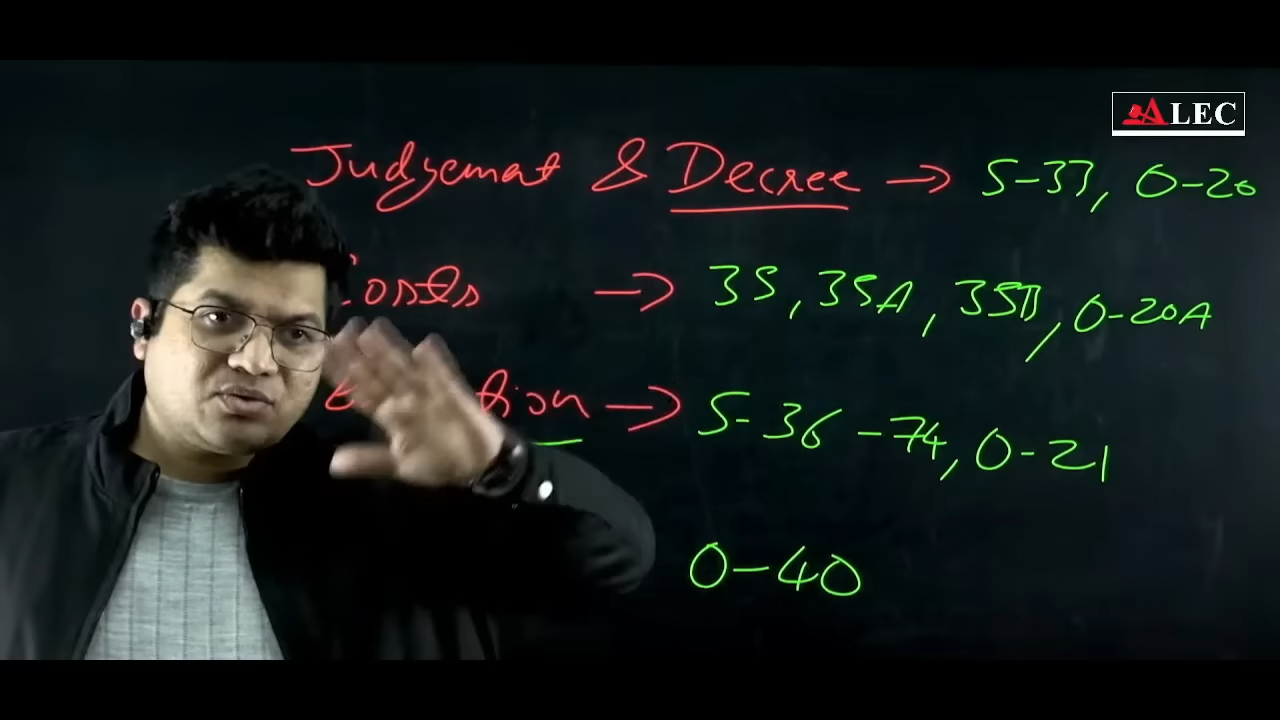 ALEC
Judgement & Decree → S-33, O-20
Costs → 35, 35A, 35B, O-20A
→ S-36-74, O-21
O-40